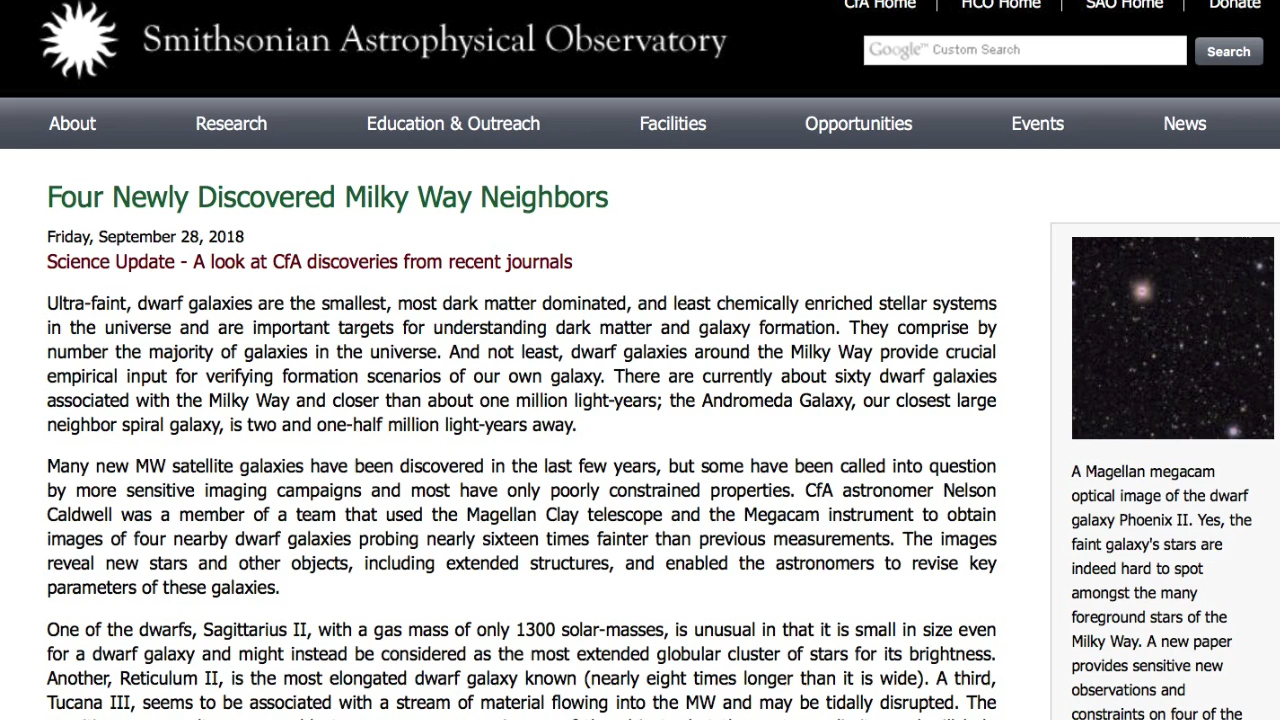 CfA Home | HCO Home | SAO Home | Donate
Smithsonian Astrophysical Observatory
Google™ Custom Search
Search
About Research Education & Outreach Facilities Opportunities Events News
Four Newly Discovered Milky Way Neighbors
Friday, September 28, 2018
Science Update - A look at CfA discoveries from recent journals
Ultra-faint, dwarf galaxies are the smallest, most dark matter dominated, and least chemically enriched stellar systems
in the universe and are important targets for understanding dark matter and galaxy formation. They comprise by
number the majority of galaxies in the universe. And not least, dwarf galaxies around the Milky Way provide crucial
empirical input for verifying formation scenarios of our own galaxy. There are currently about sixty dwarf galaxies
associated with the Milky Way and closer than about one million light-years; the Andromeda Galaxy, our closest large
neighbor spiral galaxy, is two and one-half million light-years away.
Many new MW satellite galaxies have been discovered in the last few years, but some have been called into question
by more sensitive imaging campaigns and most have only poorly constrained properties. CfA astronomer Nelson
Caldwell was a member of a team that used the Magellan Clay telescope and the Megacam instrument to obtain
images of four nearby dwarf galaxies probing nearly sixteen times fainter than previous measurements. The images
reveal new stars and other objects, including extended structures, and enabled the astronomers to revise key
parameters of these galaxies.
One of the dwarfs, Sagittarius II, with a gas mass of only 1300 solar-masses, is unusual in that it is small in size even
for a dwarf galaxy and might instead be considered as the most extended globular cluster of stars for its brightness.
Another, Reticulum II, is the most elongated dwarf galaxy known (nearly eight times longer than it is wide). A third,
Tucana III, seems to be associated with a stream of material flowing into the MW and may be tidally disrupted. The
A Magellan megacam
optical image of the dwarf
galaxy Phoenix II. Yes, the
faint galaxy's stars are
indeed hard to spot
amongst the many
foreground stars of the
Milky Way. A new paper
provides sensitive new
observations and
constraints on four of the